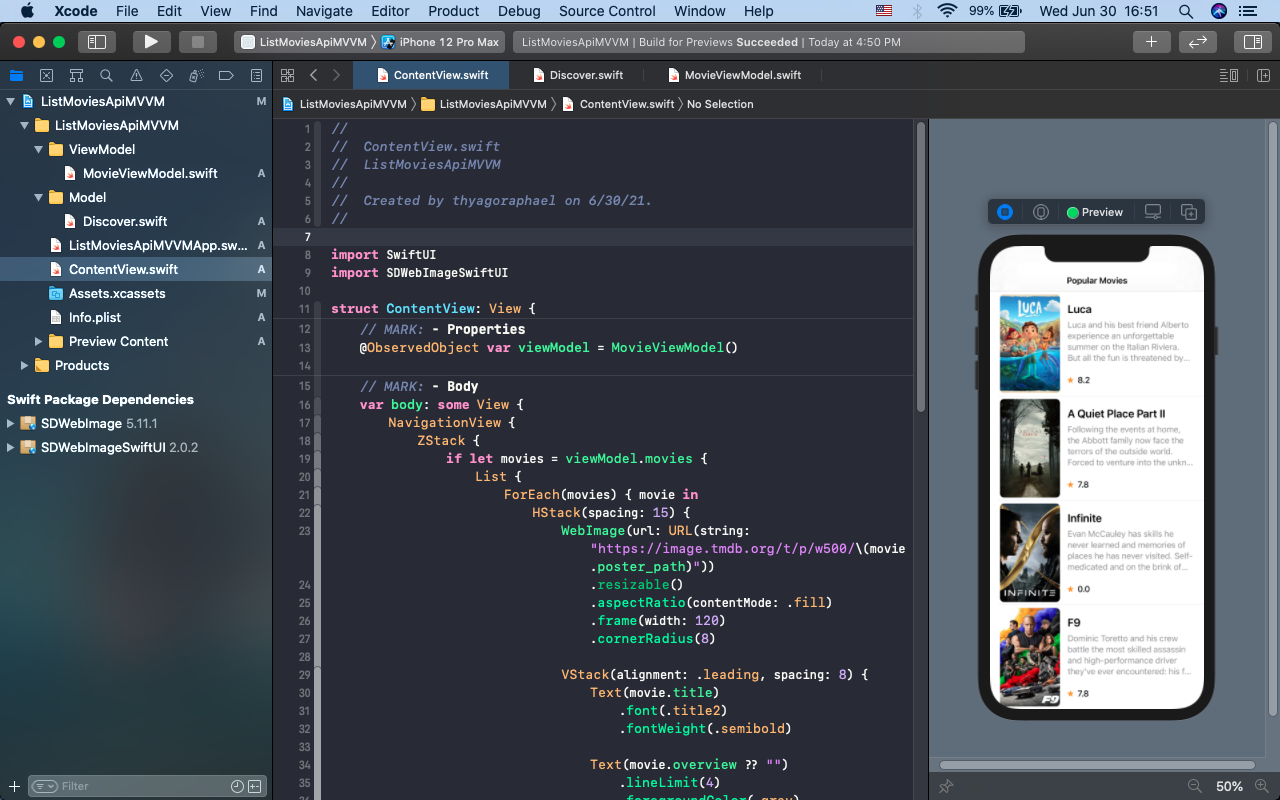 Xcode File Edit View Find Navigate Editor Product Debug Source Control Window Help 99% Wed Jun 30 16:51
ListMoviesApiMVVM 〉 iPhone 12 Pro Max
ListMoviesApiMVVM | Build for Previews Succeeded | Today at 4:50 PM
ContentView.swift Discover.swift MovieViewModel.swift
ListMoviesApiMVVM 〉 ListMoviesApiMVVM 〉 ContentView.swift 〉 No Selection
ListMoviesApiMVVM M
ListMoviesApiMVVM
ViewModel
MovieViewModel.swift A
Model
Discover.swift A
ListMoviesApiMVVMApp.sw... A
ContentView.swift A
Assets.xcassets M
Info.plist A
Preview Content A
Products
Swift Package Dependencies
SDWebImage 5.11.1
SDWebImageSwiftUI 2.0.2
Filter
1 //
2 //  ContentView.swift
3 //  ListMoviesApiMVVM
4 //
5 //  Created by thyagoraphael on 6/30/21.
6 //
7
8 import SwiftUI
9 import SDWebImageSwiftUI
10
11 struct ContentView: View {
12 // MARK: - Properties
13 @ObservedObject var viewModel = MovieViewModel()
14
15 // MARK: - Body
16 var body: some View {
17 NavigationView {
18 ZStack {
19 if let movies = viewModel.movies {
20 List {
21 ForEach(movies) { movie in
22 HStack(spacing: 15) {
23 WebImage(url: URL(string:
"https://image.tmdb.org/t/p/w500/\(movie
.poster_path)"))
24 .resizable()
25 .aspectRatio(contentMode: .fill)
26 .frame(width: 120)
27 .cornerRadius(8)
28
29 VStack(alignment: .leading, spacing: 8) {
30 Text(movie.title)
31 .font(.title2)
32 .fontWeight(.semibold)
33
34 Text(movie.overview ?? "")
35 .lineLimit(4)
36 .foregroundColor(.gray)
Preview
Popular Movies
LUCA
Luca
Luca and his best friend Alberto
experience an unforgettable
summer on the Italian Riviera.
But all the fun is threatened by...
8.2
A Quiet Place Part II
Following the events at home,
the Abbott family now face the
terrors of the outside world.
Forced to venture into the unkn...
7.8
INFINITE
Infinite
Evan McCauley has skills he
never learned and memories of
places he has never visited. Self-
medicated and on the brink of...
0.0
F9
F9
Dominic Toretto and his crew
battle the most skilled assassin
and high-performance driver
they've ever encountered: his f...
7.8
50%